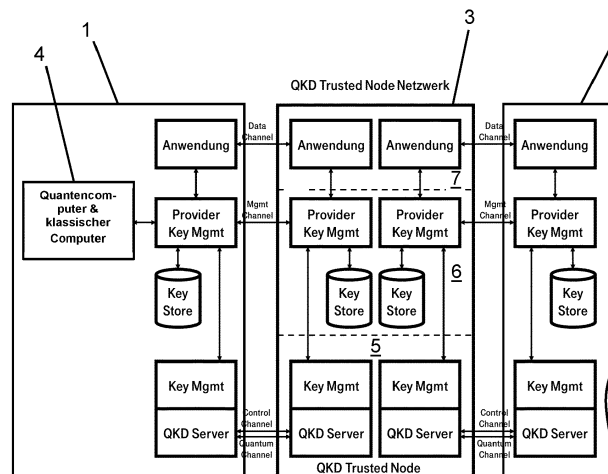 1
3
4
QKD Trusted Node Netzwerk
Data
Channel
Data
Channel
Anwendung
Anwendung
Anwendung
Anwendung
7
Quantencom-
puter &
klassischer
Computer
Provider
Key Mgmt
Mgmt
Channel
Provider
Key Mgmt
Provider
Key Mgmt
Mgmt
Channel
Provider
Key Mgmt
Key
Store
Key
Store
Key
Store
6
Key
Store
5
Key Mgmt
Key Mgmt
Key Mgmt
Key Mgmt
Control
Channel
Control
Channel
QKD Server
QKD Server
QKD Server
QKD Server
Quantum
Channel
Quantum
Channel
QKD Trusted Node